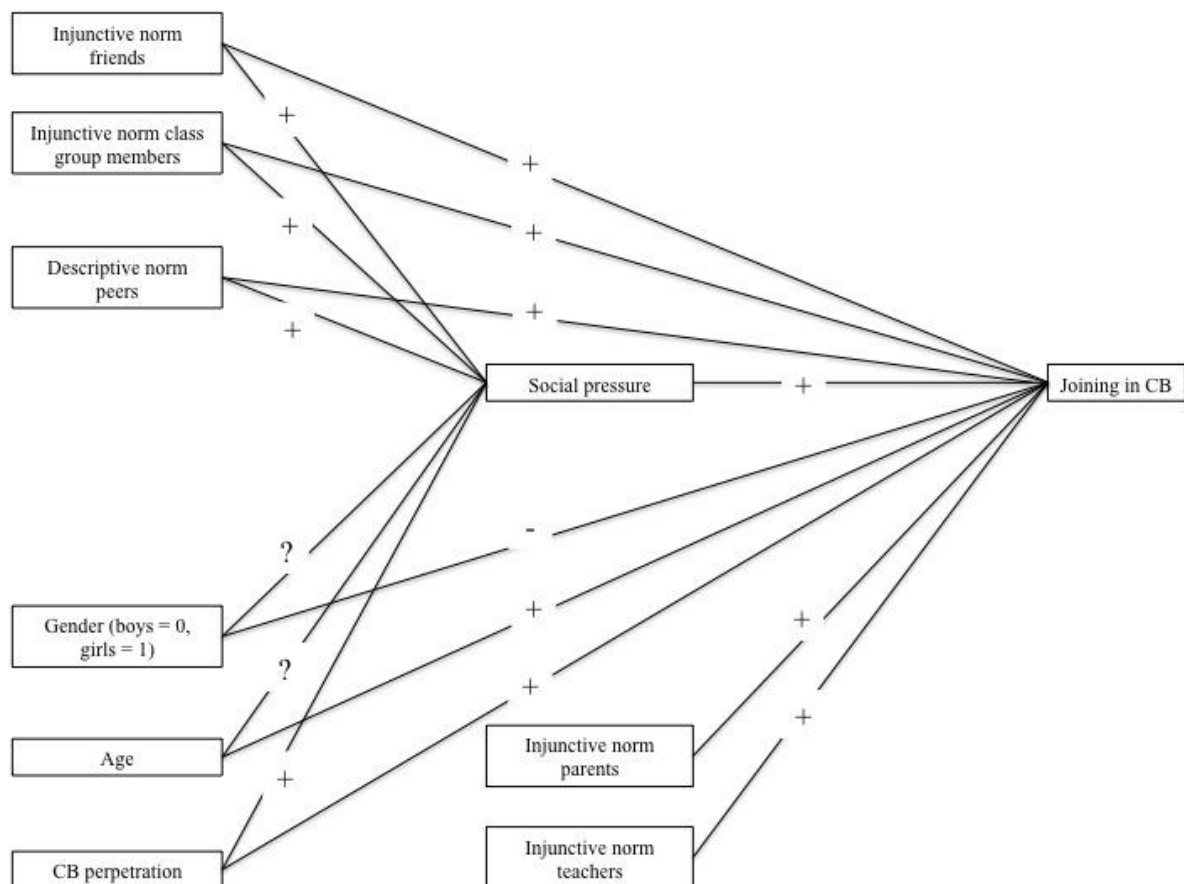 Injunctive norm
friends
+
Injunctive norm class
group members
+
+
+
Descriptive norm
peers
+
+
Social pressure
+
Joining in CB
-
?
Gender (boys = 0,
girls = 1)
+
+
?
+
+
Age
Injunctive norm
parents
+
CB perpetration
Injunctive norm
teachers